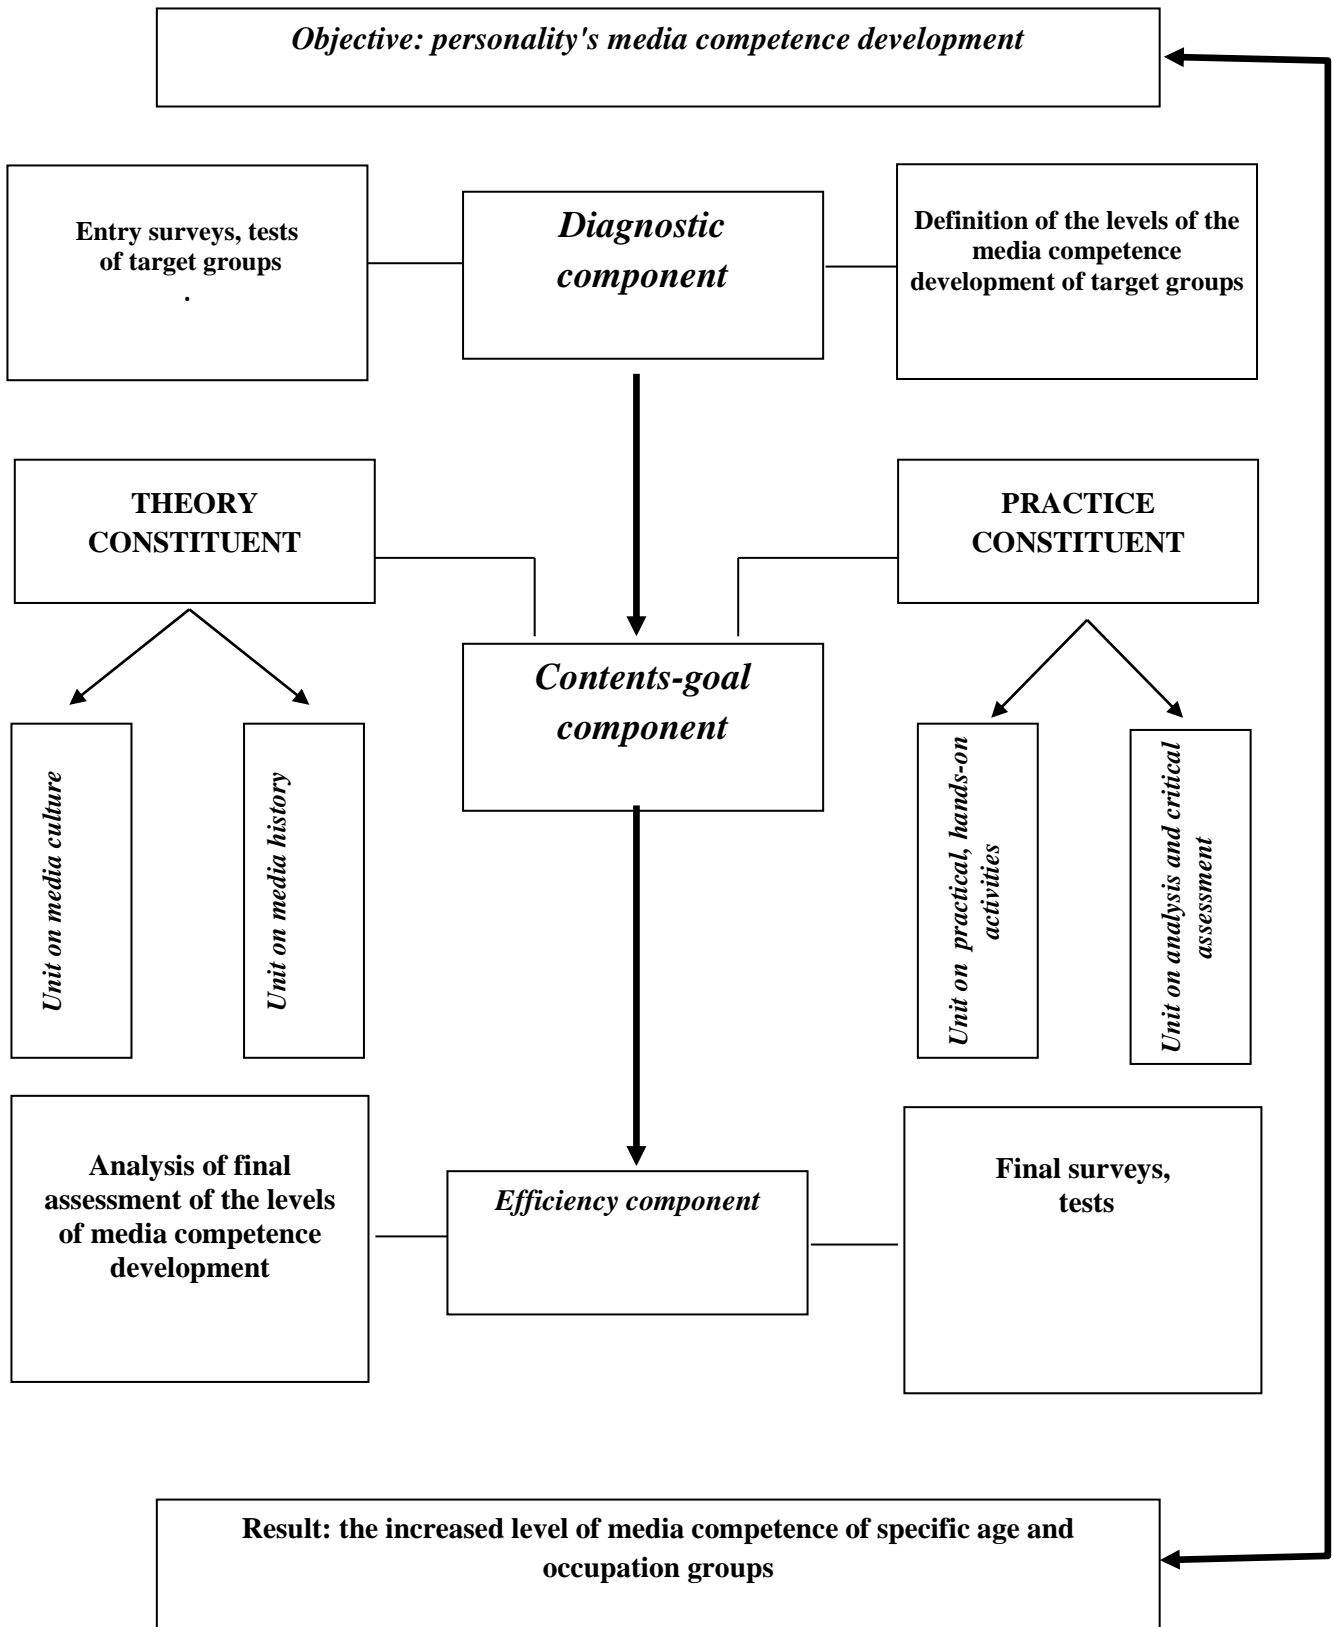 Objective: personality's media competence development
Entry surveys, tests
of target groups
.
Diagnostic
component
Definition of the levels of the
media competence
development of target groups
THEORY
CONSTITUENT
PRACTICE
CONSTITUENT
Contents-goal
component
Unit on media culture
Unit on media history
Unit on practical, hands-on
activities
Unit on analysis and critical
assessment
Analysis of final
assessment of the levels
of media competence
development
Efficiency component
Final surveys,
tests
Result: the increased level of media competence of specific age and
occupation groups